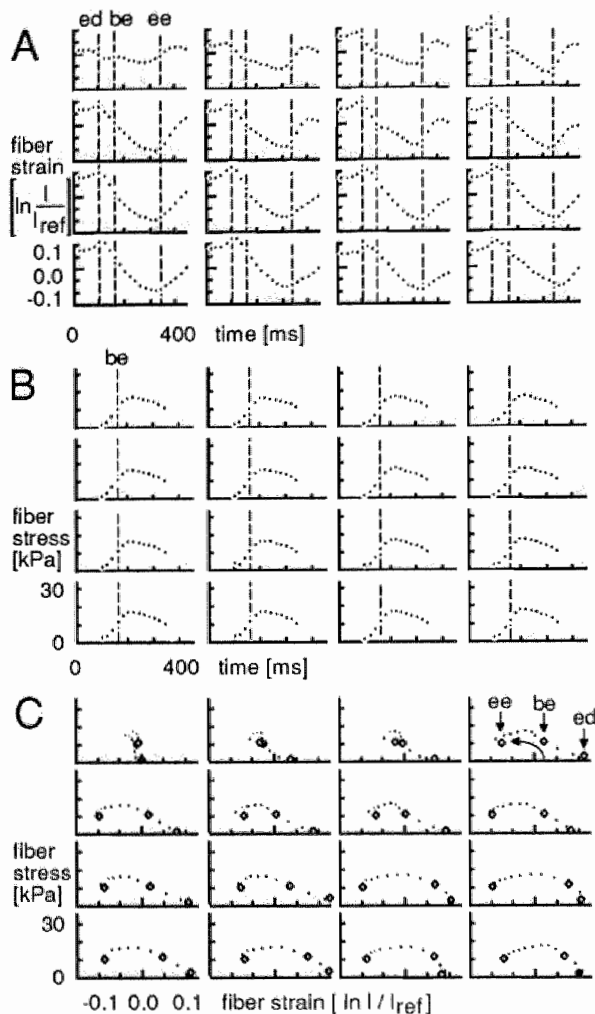 A
ed be ee
fiber
strain
[ln l/lref]
0.1
0.0
-0.1
0 400 time [ms]
B
be
fiber
stress
[kPa]
30
0
0 400 time [ms]
C
ee be ed
fiber
stress
[kPa]
30
0
-0.1 0.0 0.1 fiber strain [ ln l / lref]